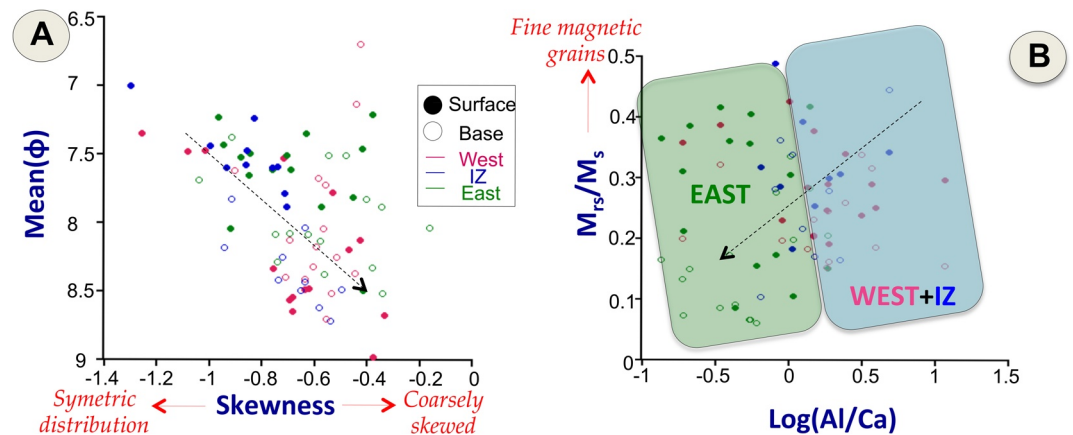 A
6.5
7
7.5
8
8.5
9
Mean(ϕ)
-1.4 -1.2 -1 -0.8 -0.6 -0.4 -0.2 0
Symetric
distribution
Skewness
Coarsely
skewed
Surface
Base
West
IZ
East
Fine magnetic
grains
B
0.5
0.4
0.3
0.2
0.1
0
Mrs/Ms
EAST
WEST+IZ
-1 -0.5 0 0.5 1 1.5
Log(Al/Ca)